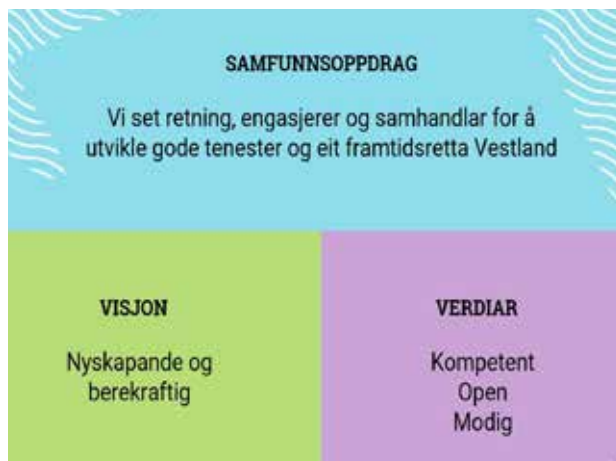 SAMFUNNSOPPDRAG
Vi set retning, engasjerer og samhandlar for å
utvikle gode tenester og eit framtidsretta Vestland
VISJON
Nyskapande og
berekraftig
VERDIAR
Kompetent
Open
Modig